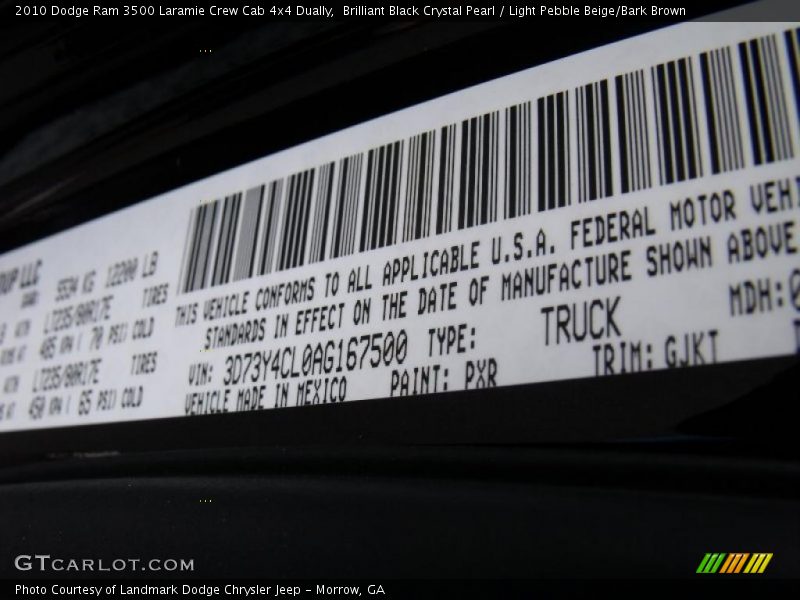 2010 Dodge Ram 3500 Laramie Crew Cab 4x4 Dually,  Brilliant Black Crystal Pearl / Light Pebble Beige/Bark Brown
LLC
5534 KG 12200 LB
LT235/80R17E TIRES
485 KPA ( 70 PSI) COLD
LT235/80R17E TIRES
450 KPA ( 65 PSI) COLD
THIS VEHICLE CONFORMS TO ALL APPLICABLE U.S.A. FEDERAL MOTOR VEHI
STANDARDS IN EFFECT ON THE DATE OF MANUFACTURE SHOWN ABOVE
VIN: 3D73Y4CL0AG167500 TYPE: TRUCK MDH:0
VEHICLE MADE IN MEXICO PAINT: PXR TRIM: GJKT
GTCARLOT.COM
Photo Courtesy of Landmark Dodge Chrysler Jeep - Morrow, GA